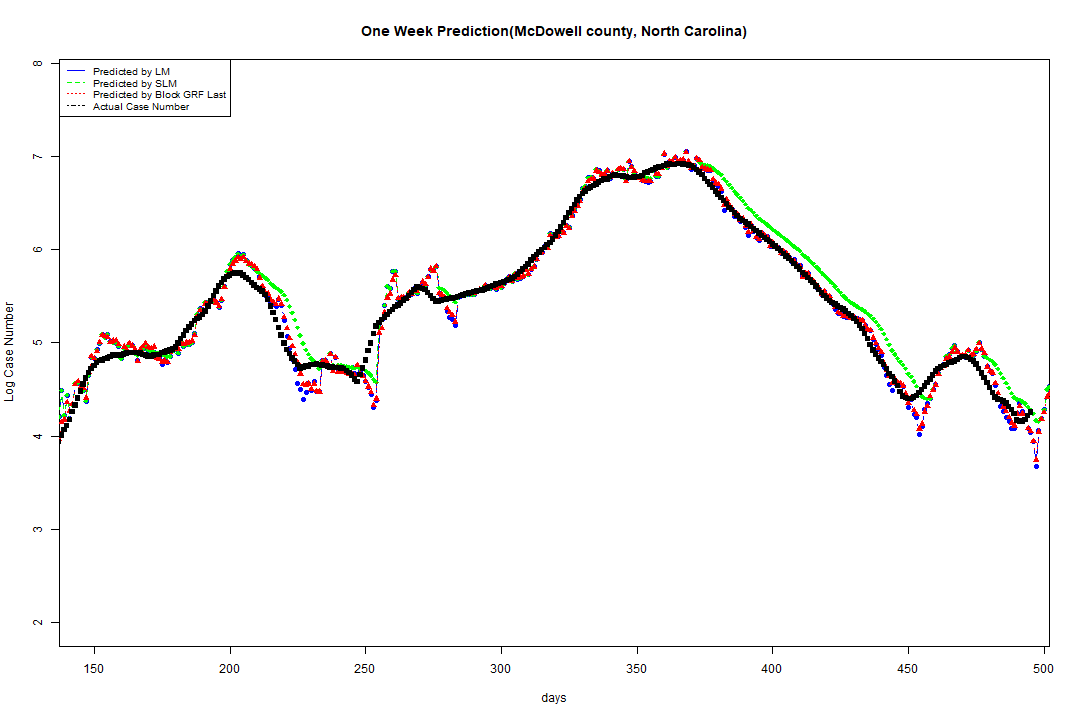 One Week Prediction(McDowell county, North Carolina)
Predicted by LM
Predicted by SLM
Predicted by Block GRF Last
Actual Case Number
Log Case Number
8
7
6
5
4
3
2
150 200 250 300 350 400 450 500
days